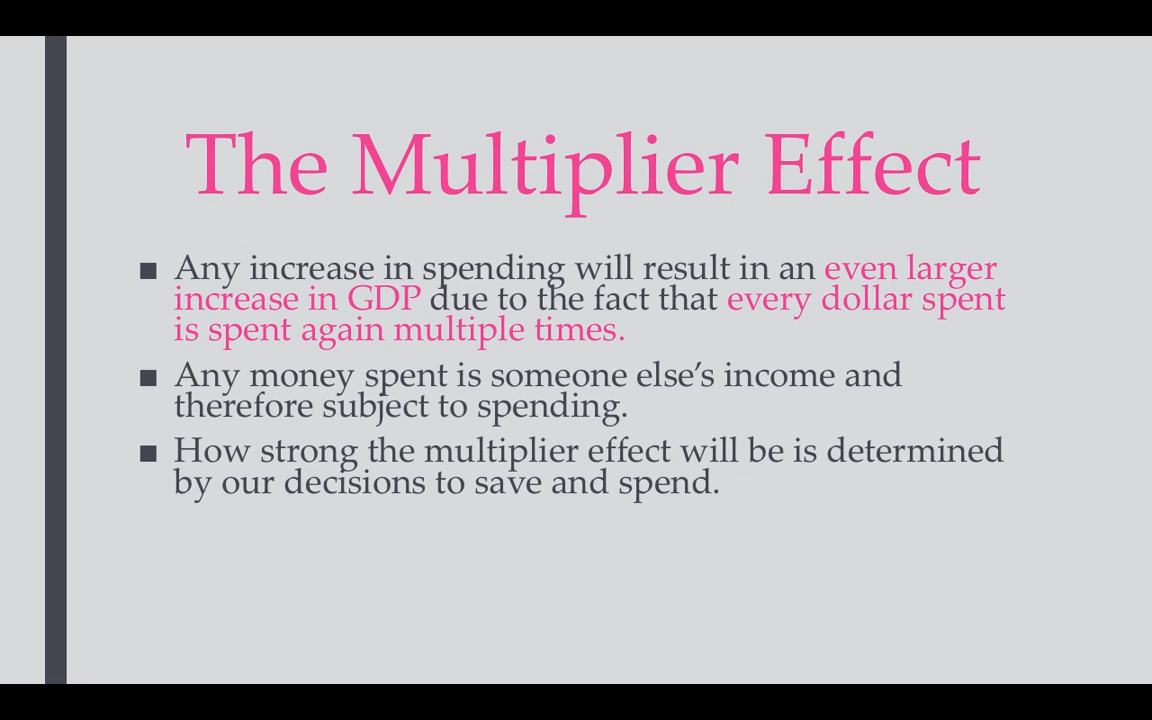 The Multiplier Effect
■ Any increase in spending will result in an even larger
increase in GDP due to the fact that every dollar spent
is spent again multiple times.
■ Any money spent is someone else's income and
therefore subject to spending.
■ How strong the multiplier effect will be is determined
by our decisions to save and spend.